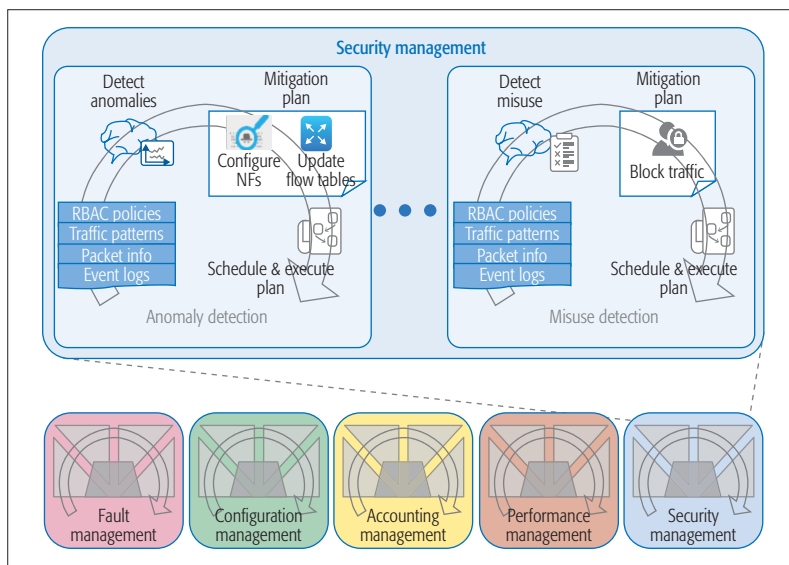 Security management
Detect
anomalies
Mitigation
plan
Configure
NFs
Update
flow tables
RBAC policies
Traffic patterns
Packet info
Event logs
Schedule & execute
plan
Anomaly detection
Detect
misuse
Mitigation
plan
Block traffic
RBAC policies
Traffic patterns
Packet info
Event logs
Schedule & execute
plan
Misuse detection
Fault
management
Configuration
management
Accounting
management
Performance
management
Security
management